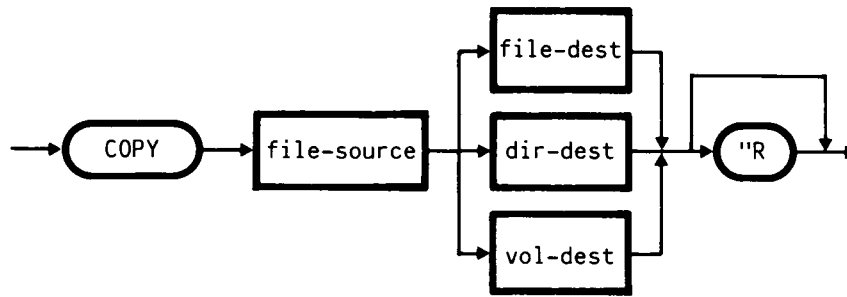 file-dest
COPY
file-source
dir-dest
"R
vol-dest